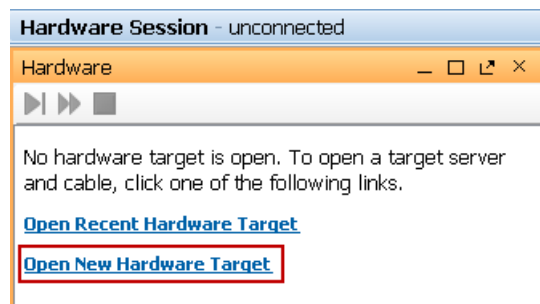 Hardware Session - unconnected
Hardware
No hardware target is open. To open a target server
and cable, click one of the following links.
Open Recent Hardware Target
Open New Hardware Target